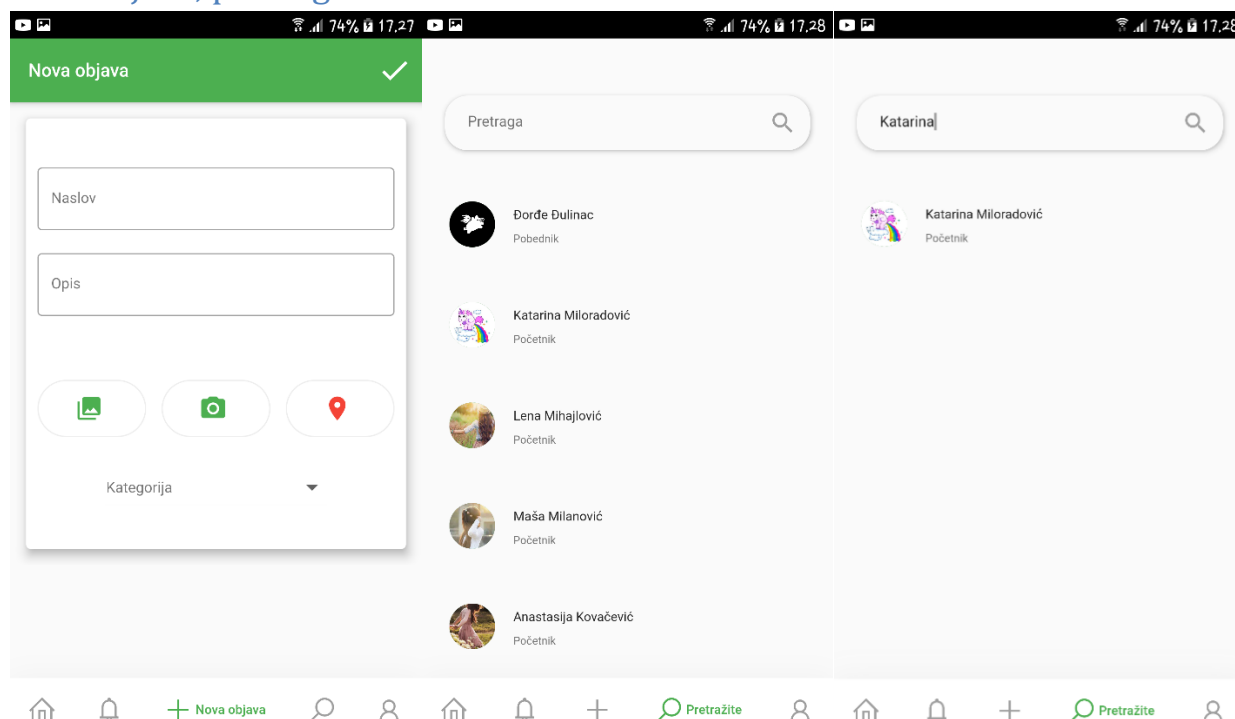 74% 17,27
Nova objava
Naslov
Opis
Kategorija
Nova objava
74% 17,28
Pretraga
Đorđe Đulinac
Pobednik
Katarina Miloradović
Početnik
Lena Mihajlović
Početnik
Maša Milanović
Početnik
Anastasija Kovačević
Početnik
Pretražite
74% 17,28
Katarina
Katarina Miloradović
Početnik
Pretražite